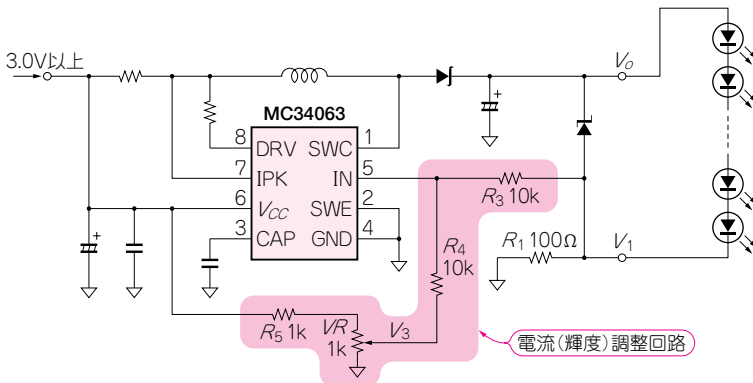 3.0V以上
Vo
MC34063
8 DRV SWC 1
7 IPK IN 5
6 VCC SWE 2
3 CAP GND 4
R3 10k
R4
10k
R1 100Ω
V1
R5 1k
VR
1k
V3
電流(輝度)調整回路
+
+